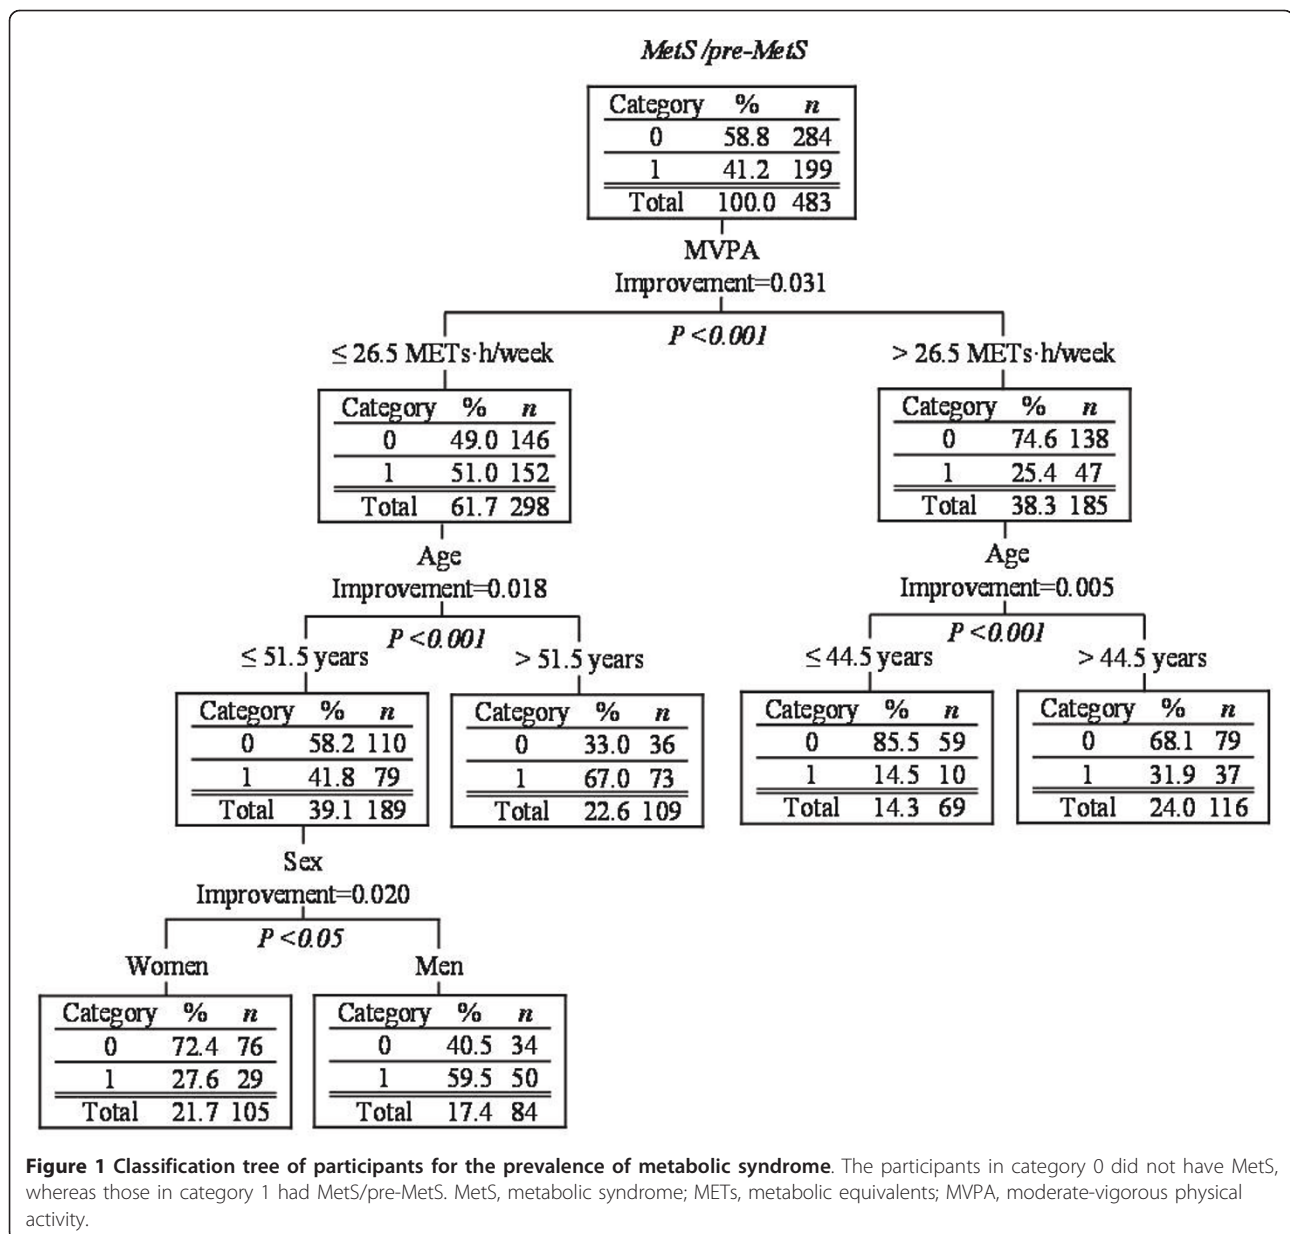 MetS/pre-MetS
Category % n
0 58.8 284
1 41.2 199
Total 100.0 483
MVPA
Improvement=0.031
P<0.001
≤ 26.5 METs·h/week
> 26.5 METs·h/week
Category % n
0 49.0 146
1 51.0 152
Total 61.7 298
Category % n
0 74.6 138
1 25.4 47
Total 38.3 185
Age
Improvement=0.018
P<0.001
Age
Improvement=0.005
P<0.001
≤ 51.5 years
> 51.5 years
≤ 44.5 years
> 44.5 years
Category % n
0 58.2 110
1 41.8 79
Total 39.1 189
Category % n
0 33.0 36
1 67.0 73
Total 22.6 109
Category % n
0 85.5 59
1 14.5 10
Total 14.3 69
Category % n
0 68.1 79
1 31.9 37
Total 24.0 116
Sex
Improvement=0.020
P<0.05
Women
Men
Category % n
0 72.4 76
1 27.6 29
Total 21.7 105
Category % n
0 40.5 34
1 59.5 50
Total 17.4 84
Figure 1 Classification tree of participants for the prevalence of metabolic syndrome. The participants in category 0 did not have MetS,
whereas those in category 1 had MetS/pre-MetS. MetS, metabolic syndrome; METs, metabolic equivalents; MVPA, moderate-vigorous physical
activity.